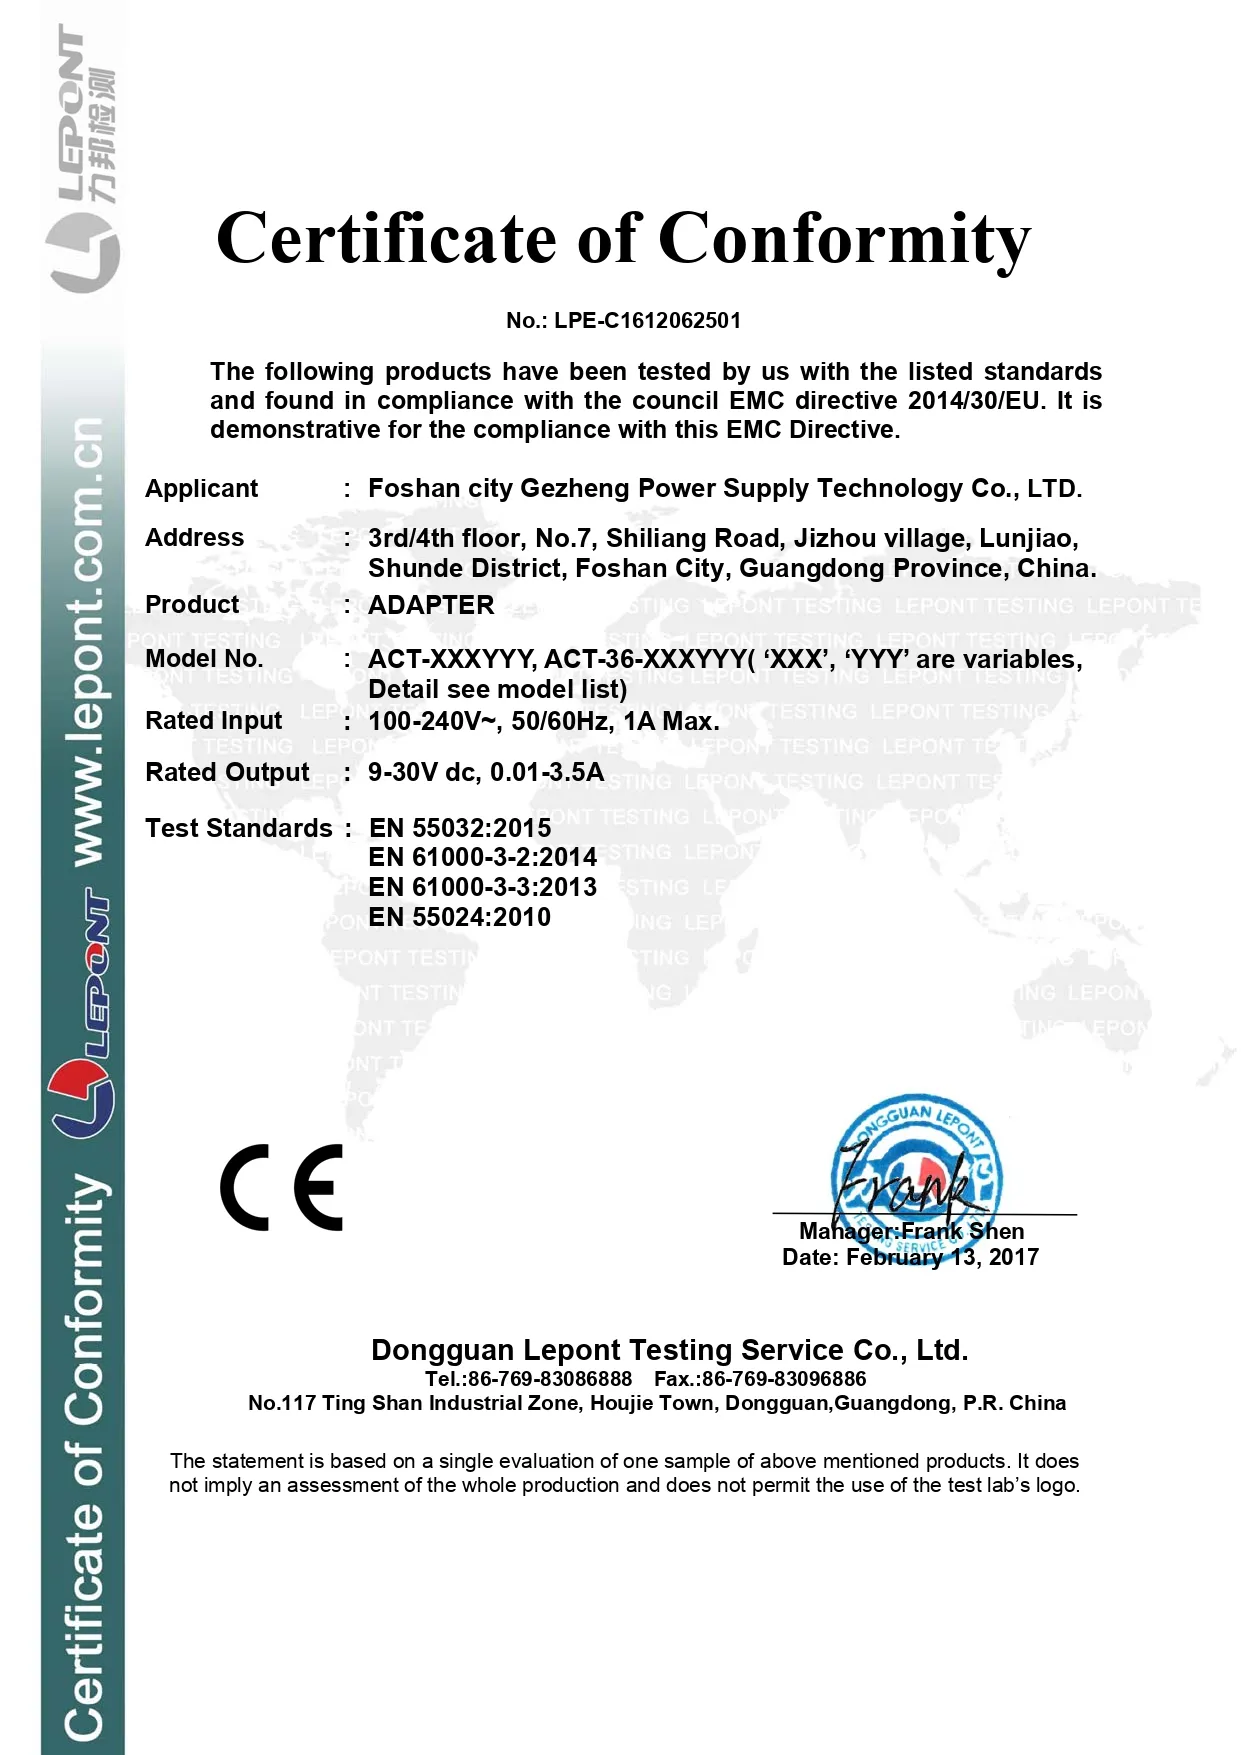 LEPONT
力邦检测
Certificate of Conformity
No.: LPE-C1612062501
The following products have been tested by us with the listed standards
and found in compliance with the council EMC directive 2014/30/EU. It is
demonstrative for the compliance with this EMC Directive.
Applicant : Foshan city Gezheng Power Supply Technology Co., LTD.
Address : 3rd/4th floor, No.7, Shiliang Road, Jizhou village, Lunjiao,
Shunde District, Foshan City, Guangdong Province, China.
Product : ADAPTER
Model No. : ACT-XXXYYY, ACT-36-XXXYYY( ‘XXX’, ‘YYY’ are variables,
Detail see model list)
Rated Input : 100-240V~, 50/60Hz, 1A Max.
Rated Output : 9-30V dc, 0.01-3.5A
Test Standards : EN 55032:2015
EN 61000-3-2:2014
EN 61000-3-3:2013
EN 55024:2010
www.lepont.com.cn
LEPONT
Certificate of Conformity
CE
DONGGUAN LEPONT
TESTING SERVICE CO., LTD.
Frank
Manager:Frank Shen
Date: February 13, 2017
Dongguan Lepont Testing Service Co., Ltd.
Tel.:86-769-83086888 Fax.:86-769-83096886
No.117 Ting Shan Industrial Zone, Houjie Town, Dongguan,Guangdong, P.R. China
The statement is based on a single evaluation of one sample of above mentioned products. It does
not imply an assessment of the whole production and does not permit the use of the test lab’s logo.